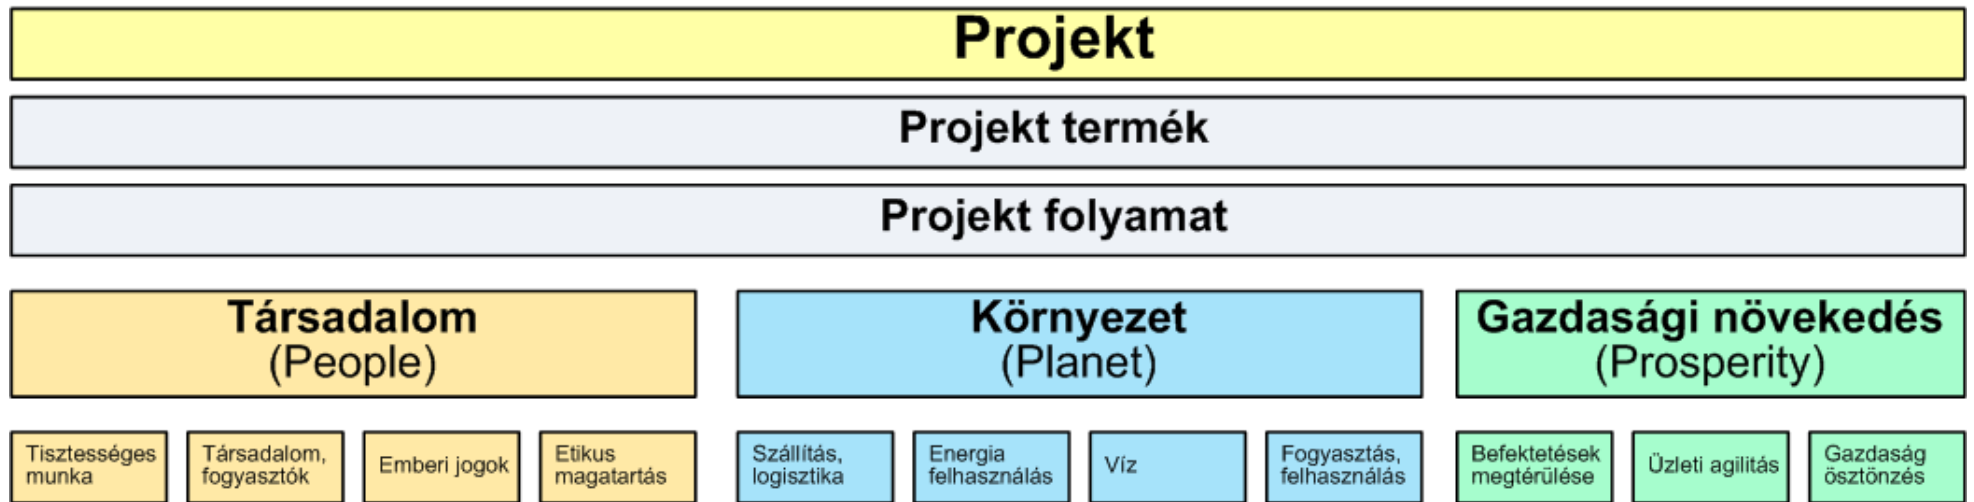 Projekt
Projekt termék
Projekt folyamat
Társadalom
(People)
Környezet
(Planet)
Gazdasági növekedés
(Prosperity)
Tisztességes
munka
Társadalom,
fogyasztók
Emberi jogok
Etikus
magatartás
Szállítás,
logisztika
Energia
felhasználás
Víz
Fogyasztás,
felhasználás
Befektetések
megtérülése
Üzleti agilitás
Gazdaság
ösztönzés